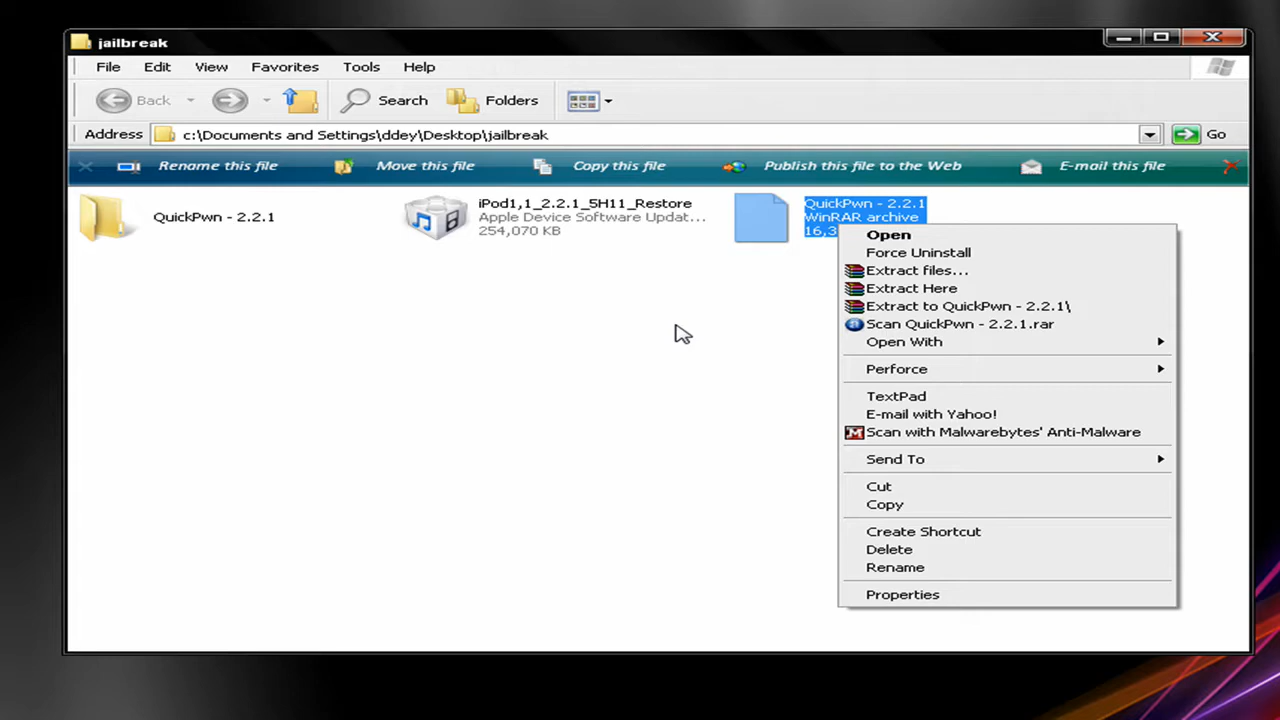 jailbreak
File Edit View Favorites Tools Help
Back Search Folders
Address c:\Documents and Settings\ddey\Desktop\jailbreak Go
Rename this file Move this file Copy this file Publish this file to the Web E-mail this file
QuickPwn - 2.2.1
iPod1,1_2.2.1_5H11_Restore
Apple Device Software Updat...
254,070 KB
QuickPwn - 2.2.1
WinRAR archive
16,3
Open
Force Uninstall
Extract files...
Extract Here
Extract to QuickPwn - 2.2.1\
Scan QuickPwn - 2.2.1.rar
Open With
Perforce
TextPad
E-mail with Yahoo!
Scan with Malwarebytes' Anti-Malware
Send To
Cut
Copy
Create Shortcut
Delete
Rename
Properties